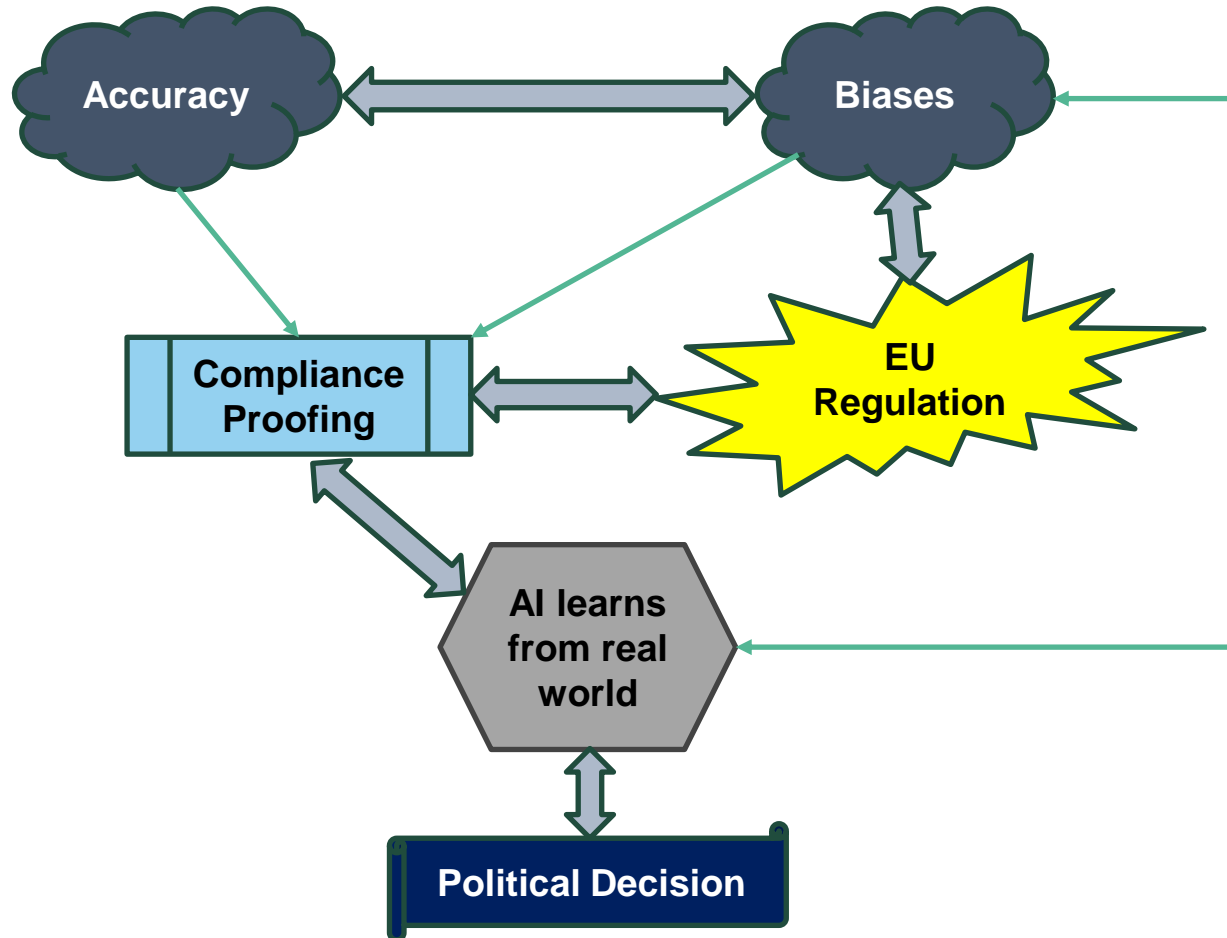 Accuracy
Biases
Compliance
Proofing
EU
Regulation
AI learns
from real
world
Political Decision